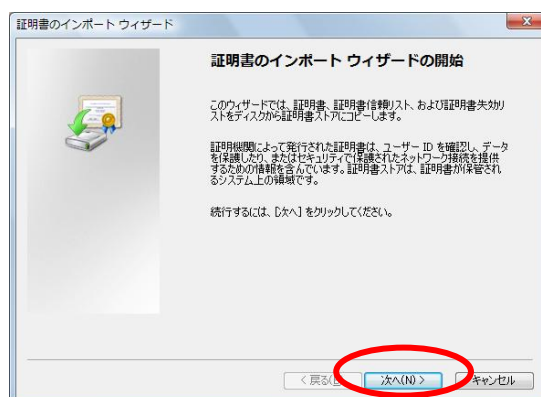 証明書のインポート ウィザード
証明書のインポート ウィザードの開始
このウィザードでは、証明書、証明書信頼リスト、および証明書失効リ
ストをディスクから証明書ストアにコピーします。
証明機関によって発行された証明書は、ユーザー ID を確認し、データ
を保護したり、またはセキュリティで保護されたネットワーク接続を提供
するための情報を含んでいます。証明書ストアは、証明書が保管され
るシステム上の領域です。
続行するには、[次へ] をクリックしてください。
< 戻る( 次へ(N) > キャンセル